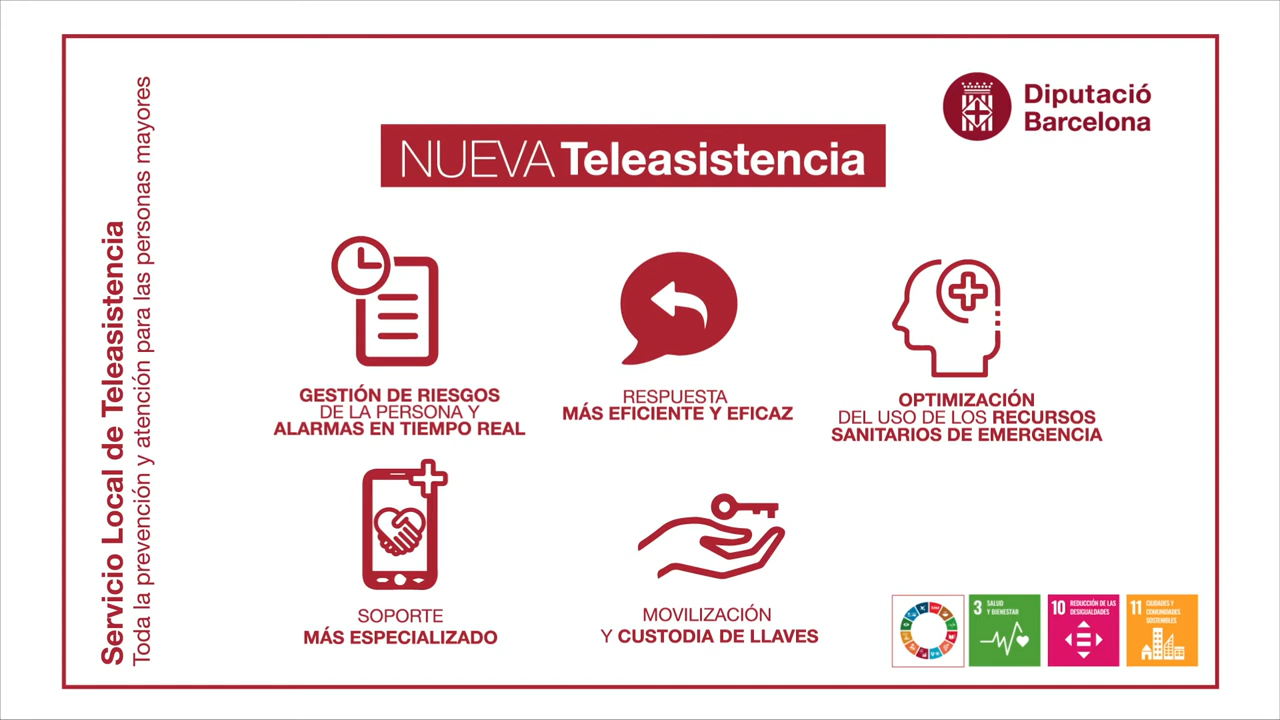 Servicio Local de Teleasistencia
Toda la prevención y atención para las personas mayores
Diputació
Barcelona
NUEVA Teleasistencia
GESTIÓN DE RIESGOS
DE LA PERSONA Y
ALARMAS EN TIEMPO REAL
RESPUESTA
MÁS EFICIENTE Y EFICAZ
OPTIMIZACIÓN
DEL USO DE LOS RECURSOS
SANITARIOS DE EMERGENCIA
SOPORTE
MÁS ESPECIALIZADO
MOVILIZACIÓN
Y CUSTODIA DE LLAVES
3 SALUD
Y BIENESTAR
10 REDUCCIÓN DE LAS
DESIGUALDADES
11 CIUDADES Y
COMUNIDADES
SOSTENIBLES